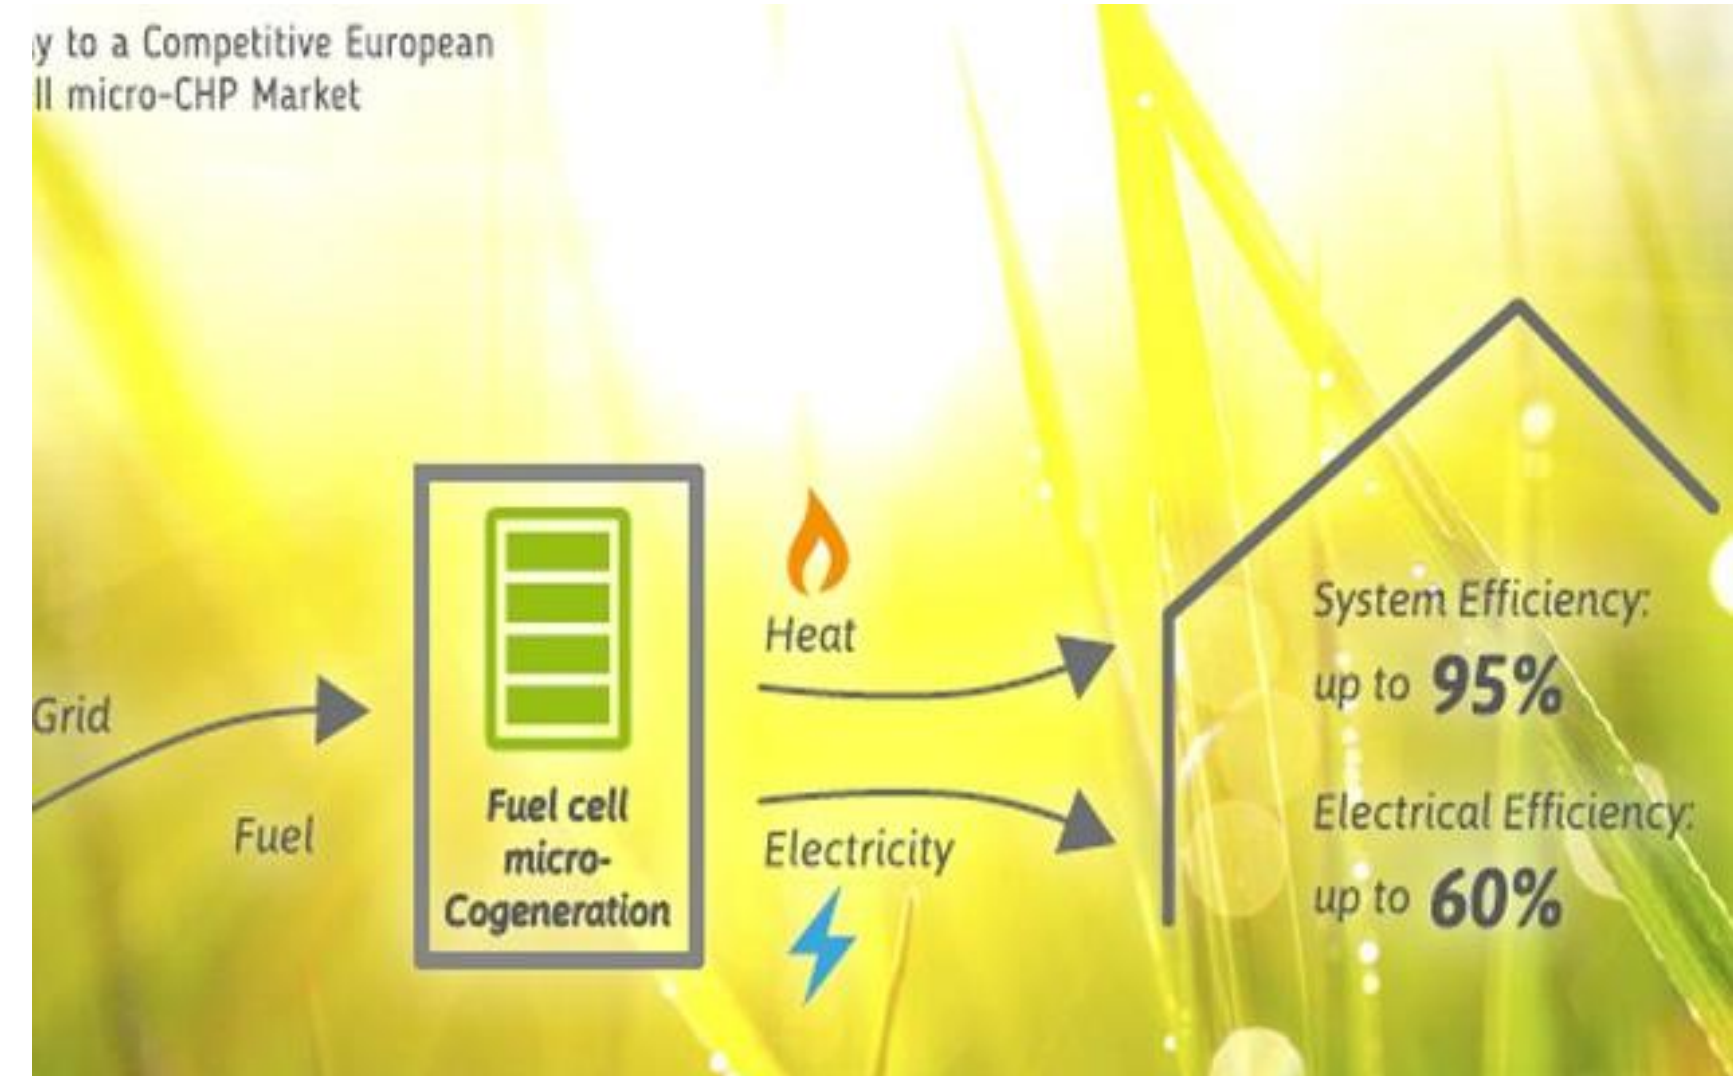 y to a Competitive European
ll micro-CHP Market
Grid
Fuel
Fuel cell
micro-
Cogeneration
Heat
Electricity
System Efficiency:
up to 95%
Electrical Efficiency:
up to 60%